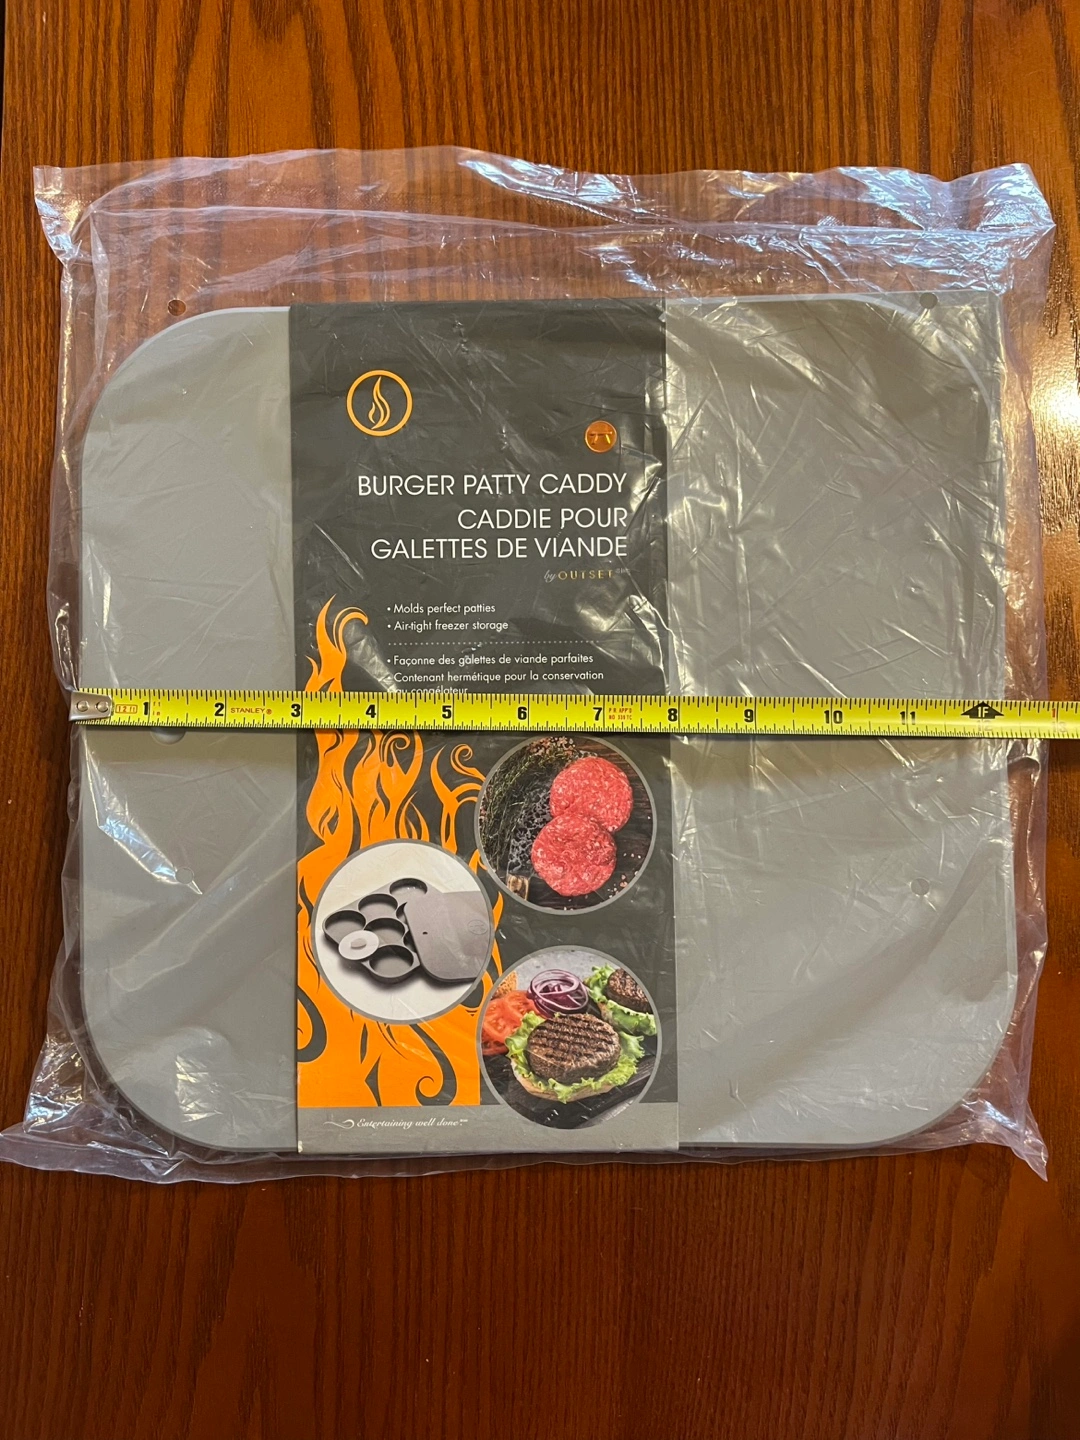 BURGER PATTY CADDY
CADDIE POUR
GALETTES DE VIANDE
by OUTSET
• Molds perfect patties
• Air-tight freezer storage
• Façonne des galettes de viande parfaites
• Contenant hermétique pour la conservation
au congélateur
1 2 STANLEY® 3 4 5 6 7 8 9 10 11 1F
Entertaining well done